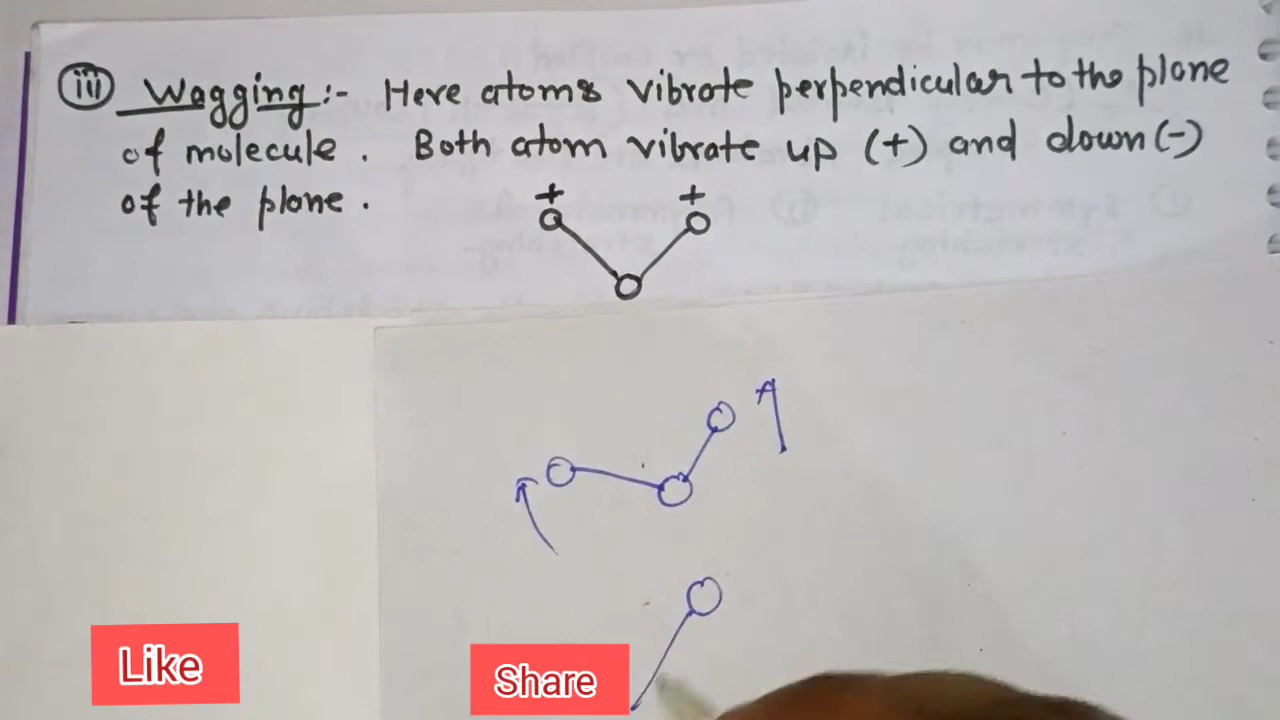 iii) Wagging :- Here atoms vibrate perpendicular to the plane
of molecule. Both atom vibrate up (+) and down (-)
of the plane.
+ +
Like
Share